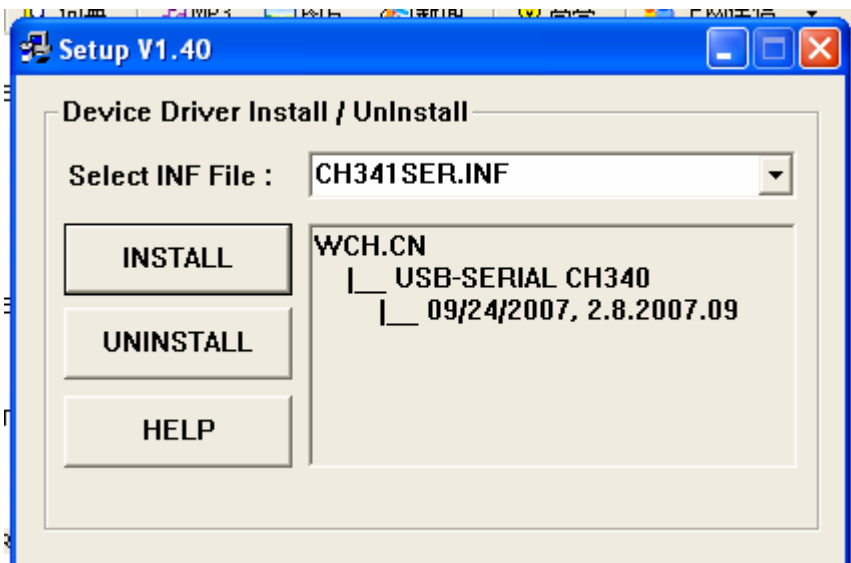 MP3
Setup V1.40
Device Driver Install / UnInstall
Select INF File :
CH341SER.INF
INSTALL
WCH.CN
|__ USB-SERIAL CH340
|__ 09/24/2007, 2.8.2007.09
UNINSTALL
HELP